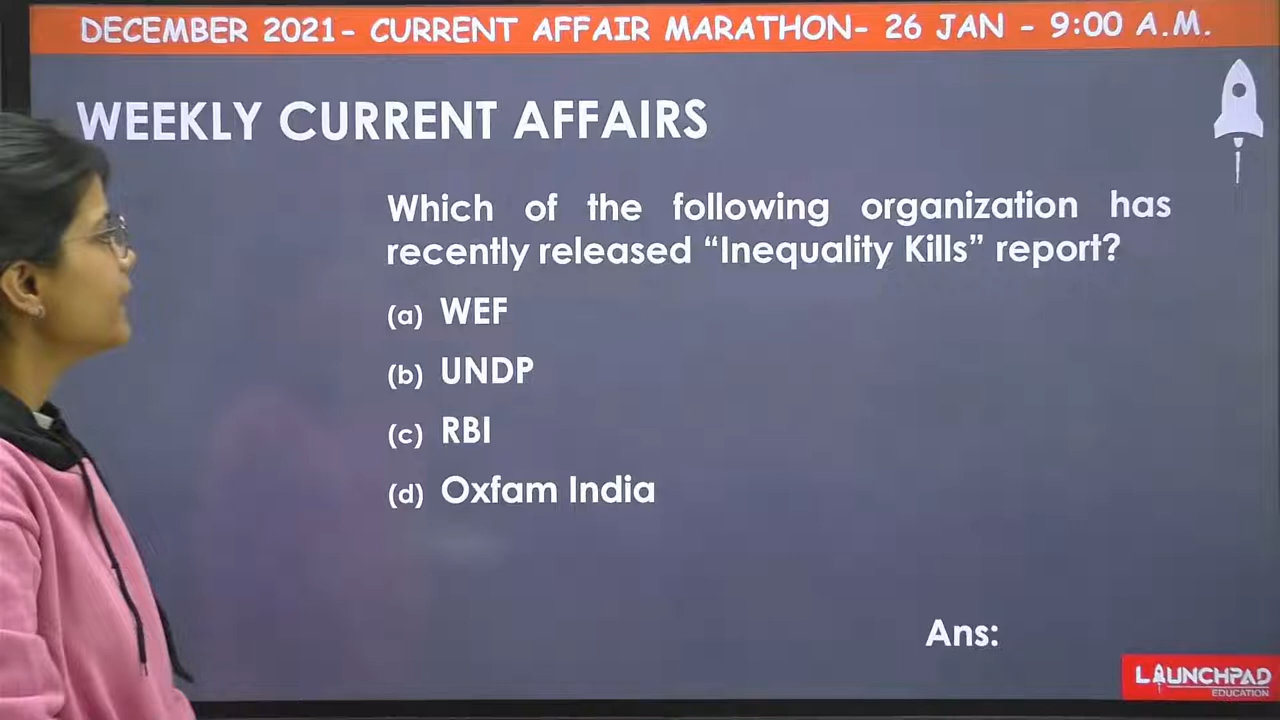 DECEMBER 2021- CURRENT AFFAIR MARATHON- 26 JAN - 9:00 A.M.
WEEKLY CURRENT AFFAIRS
Which of the following organization has
recently released “Inequality Kills” report?
(a) WEF
(b) UNDP
(c) RBI
(d) Oxfam India
Ans:
LAUNCHPAD
EDUCATION